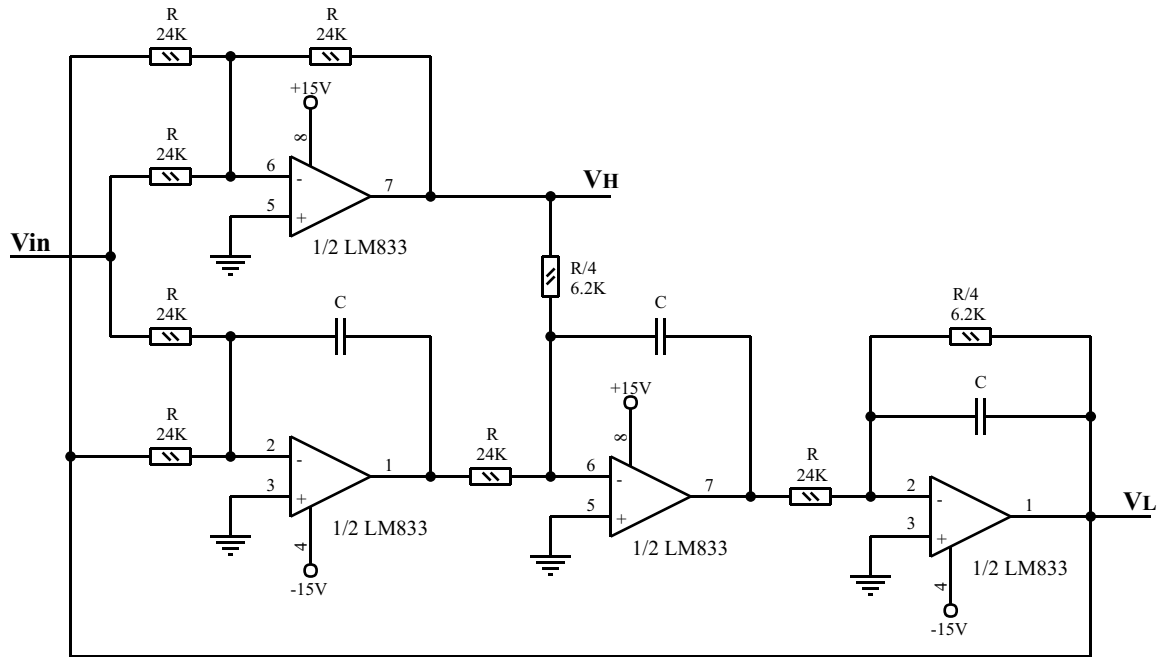 R
24K
R
24K
+15V
8
R
24K
6
-
7
VH
5
+
1/2 LM833
Vin
R/4
6.2K
R
24K
C
C
R/4
6.2K
+15V
8
C
R
24K
2
-
1
R
24K
6
-
7
R
24K
2
-
1
VL
3
+
5
+
3
+
1/2 LM833
1/2 LM833
1/2 LM833
4
-15V
4
-15V